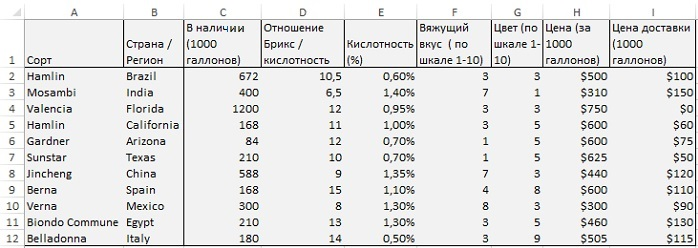 A B C D E F G H I
1 Сорт Страна / Регион В наличии (1000 галлонов) Отношение Брикс / кислотность Кислотность (%) Вяжущий вкус ( по шкале 1-10) Цвет (по шкале 1-10) Цена (за 1000 галлонов) Цена доставки (1000 галлонов)
2 Hamlin Brazil 672 10,5 0,60% 3 3 $500 $100
3 Mosambi India 400 6,5 1,40% 7 1 $310 $150
4 Valencia Florida 1200 12 0,95% 3 3 $750 $0
5 Hamlin California 168 11 1,00% 3 5 $600 $60
6 Gardner Arizona 84 12 0,70% 1 5 $600 $75
7 Sunstar Texas 210 10 0,70% 1 5 $625 $50
8 Jincheng China 588 9 1,35% 7 3 $440 $120
9 Berna Spain 168 15 1,10% 4 8 $600 $110
10 Verna Mexico 300 8 1,30% 8 3 $300 $90
11 Biondo Commune Egypt 210 13 1,30% 3 5 $460 $130
12 Belladonna Italy 180 14 0,50% 3 9 $505 $115